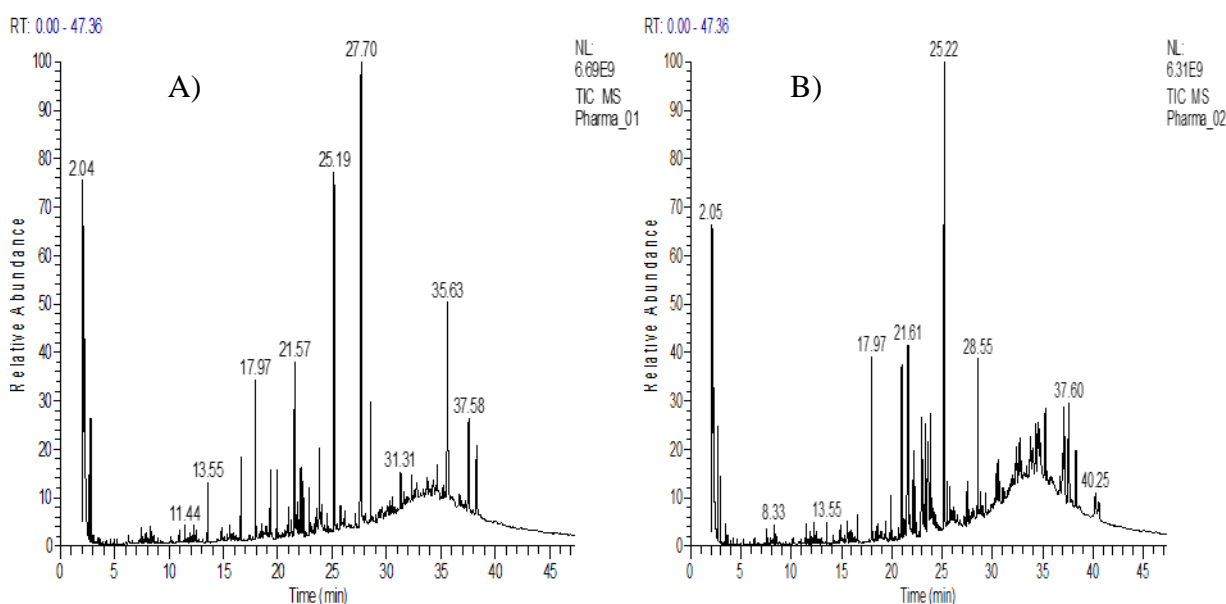 RT: 0.00 - 47.36
27.70
NL:
6.69E9
TIC MS
Pharma_01
A)
100
90
80
70
60
50
40
30
20
10
0
2.04
25.19
35.63
21.57
17.97
37.58
13.55
31.31
11.44
Relative Abundance
0 5 10 15 20 25 30 35 40 45
Time (min)
RT: 0.00 - 47.36
25.22
NL:
6.31E9
TIC MS
Pharma_02
B)
100
90
80
70
60
50
40
30
20
10
0
2.05
21.61
17.97
28.55
37.60
40.25
8.33
13.55
Relative Abundance
0 5 10 15 20 25 30 35 40 45
Time (min)